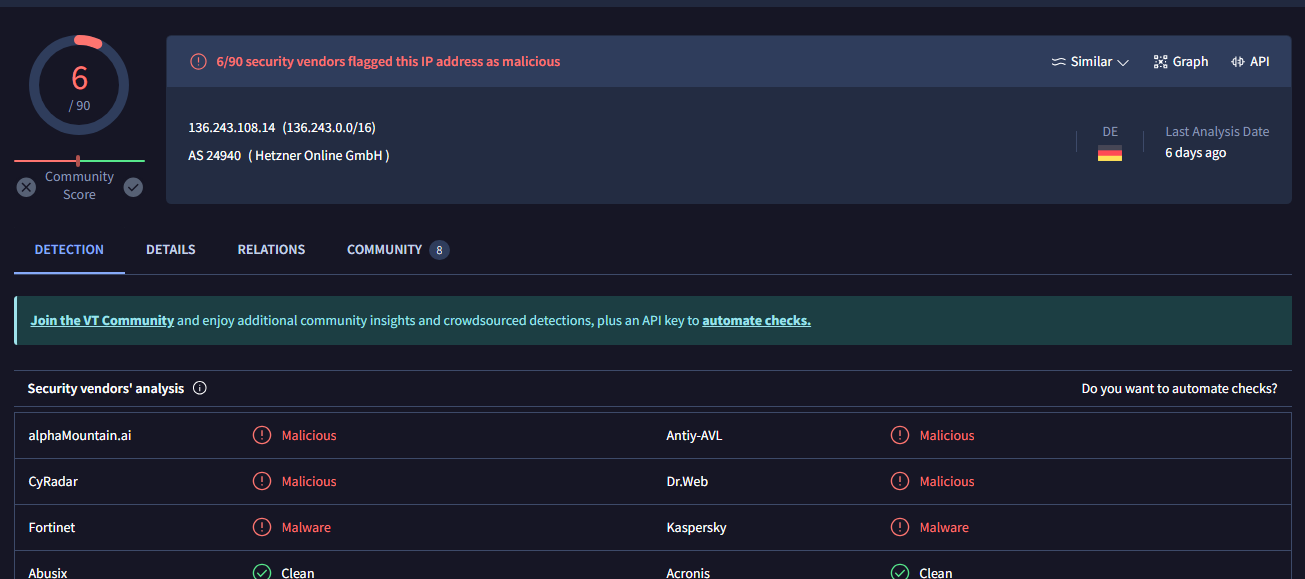 6
/ 90
Community
Score
6/90 security vendors flagged this IP address as malicious
Similar
Graph
API
136.243.108.14 (136.243.0.0/16)
AS 24940 ( Hetzner Online GmbH )
DE
Last Analysis Date
6 days ago
DETECTION DETAILS RELATIONS COMMUNITY 8
Join the VT Community and enjoy additional community insights and crowdsourced detections, plus an API key to automate checks.
Security vendors' analysis
Do you want to automate checks?
alphaMountain.ai Malicious Antiy-AVL Malicious
CyRadar Malicious Dr.Web Malicious
Fortinet Malware Kaspersky Malware
Abusix Clean Acronis Clean